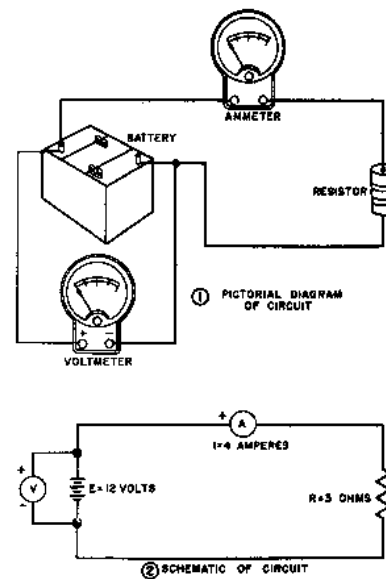 AMMETER
BATTERY
RESISTOR
① PICTORIAL DIAGRAM
OF CIRCUIT
+ −
VOLTMETER
+ A
I=4 AMPERES
+
V
-
E=12 VOLTS
R=3 OHMS
② SCHEMATIC OF CIRCUIT